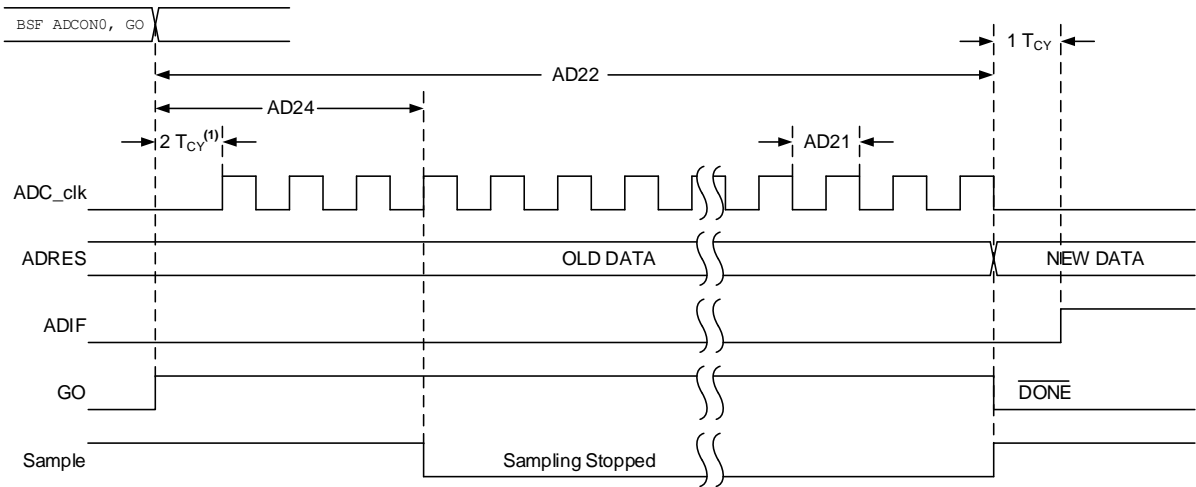 BSF ADCON0, GO
1 TCY
AD22
AD24
2 TCY(1)
AD21
ADC_clk
ADRES
OLD DATA
NEW DATA
ADIF
GO
DONE
Sample
Sampling Stopped